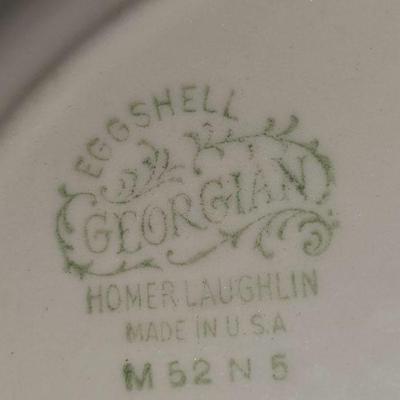 EGGSHELL
GEORGIAN
HOMER LAUGHLIN
MADE IN U.S.A
M 52 N 5